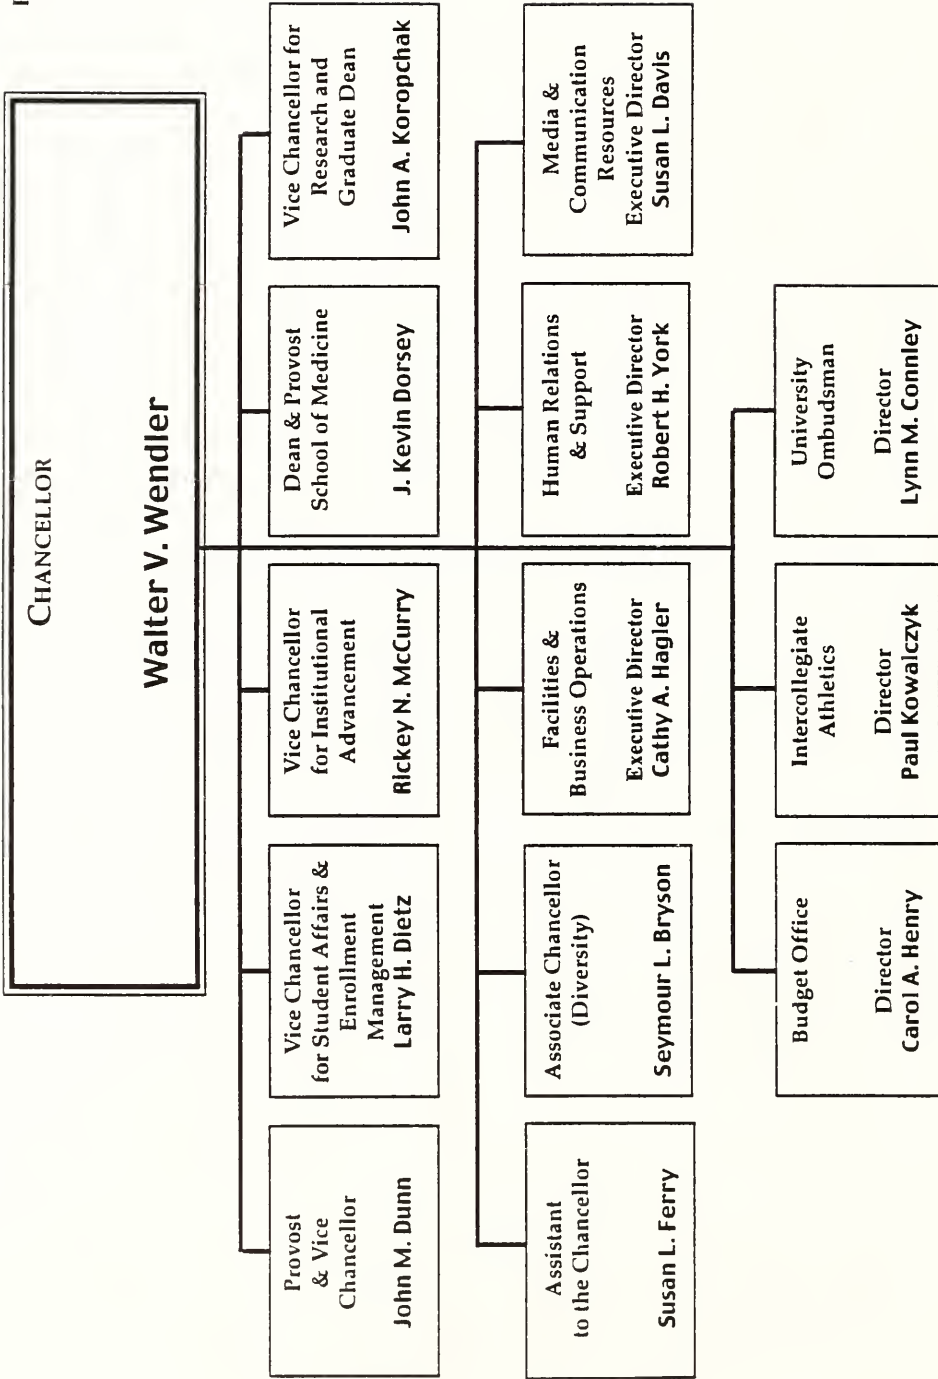 CHANCELLOR
Walter V. Wendler
Provost
& Vice
Chancellor
John M. Dunn
Vice Chancellor
for Student Affairs &
Enrollment
Management
Larry H. Dietz
Vice Chancellor
for Institutional
Advancement
Rickey N. McCurry
Dean & Provost
School of Medicine
J. Kevin Dorsey
Vice Chancellor for
Research and
Graduate Dean
John A. Koropchak
Assistant
to the Chancellor
Susan L. Ferry
Associate Chancellor
(Diversity)
Seymour L. Bryson
Facilities &
Business Operations
Executive Director
Cathy A. Hagler
Human Relations
& Support
Executive Director
Robert H. York
Media &
Communication
Resources
Executive Director
Susan L. Davis
Budget Office
Director
Carol A. Henry
Intercollegiate
Athletics
Director
Paul Kowalczyk
University
Ombudsman
Director
Lynn M. Connley